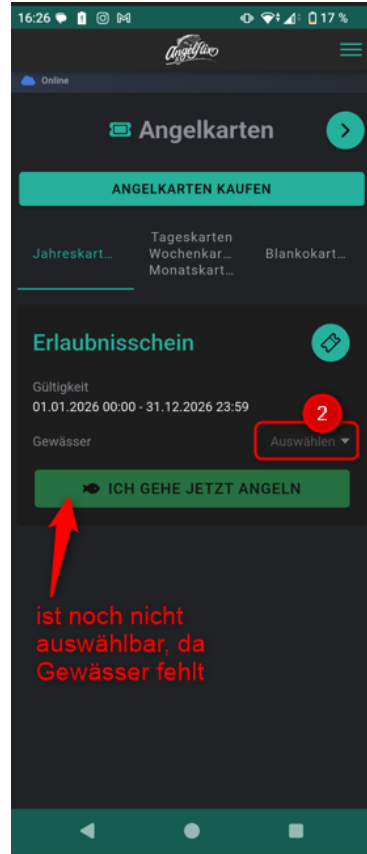 16:26 17 %
Angelfixo
Online
Angelkarten
ANGELKARTEN KAUFEN
Jahreskart...
Tageskarten
Wochenkar...
Monatskart...
Blankokart...
Erlaubnisschein
Gültigkeit
01.01.2026 00:00 - 31.12.2026 23:59
2
Gewässer Auswählen
ICH GEHE JETZT ANGELN
ist noch nicht
auswählbar, da
Gewässer fehlt